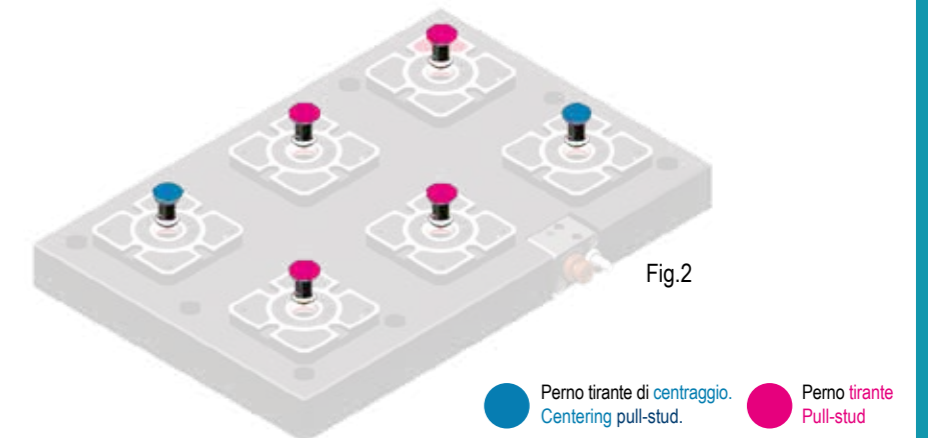 Fig.2
Perno tirante di centraggio.
Centering pull-stud.
Perno tirante
Pull-stud